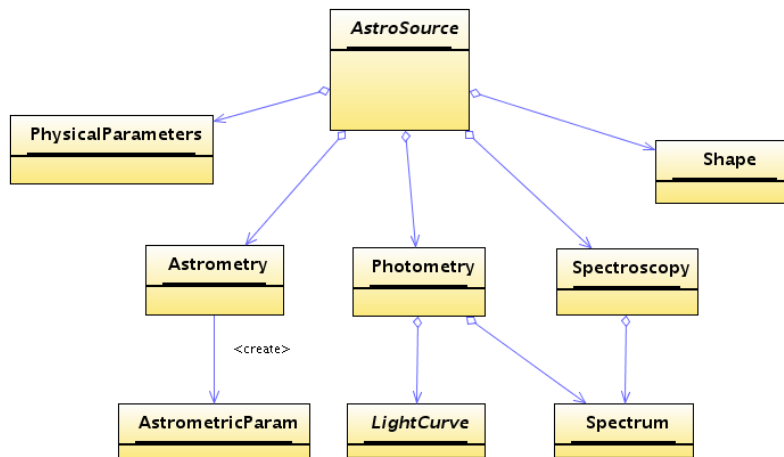 AstroSource
PhysicalParameters
Shape
Astrometry
Photometry
Spectroscopy
<create>
AstrometricParam
LightCurve
Spectrum